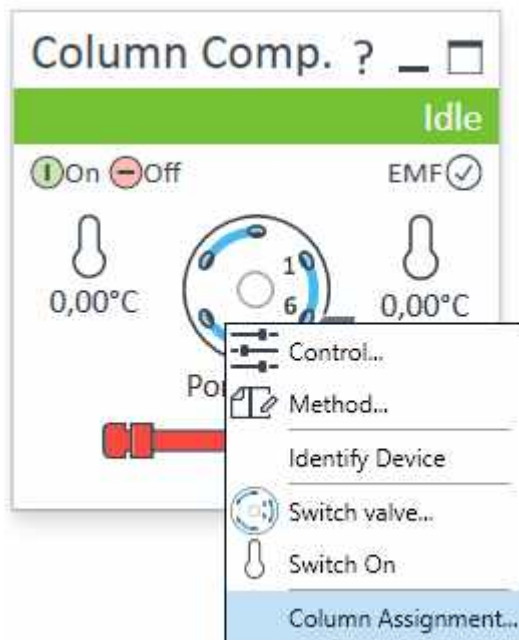 Column Comp. ?
Idle
On Off EMF
0,00°C 1 6 0,00°C
Control...
Method...
Identify Device
Switch valve...
Switch On
Column Assignment...